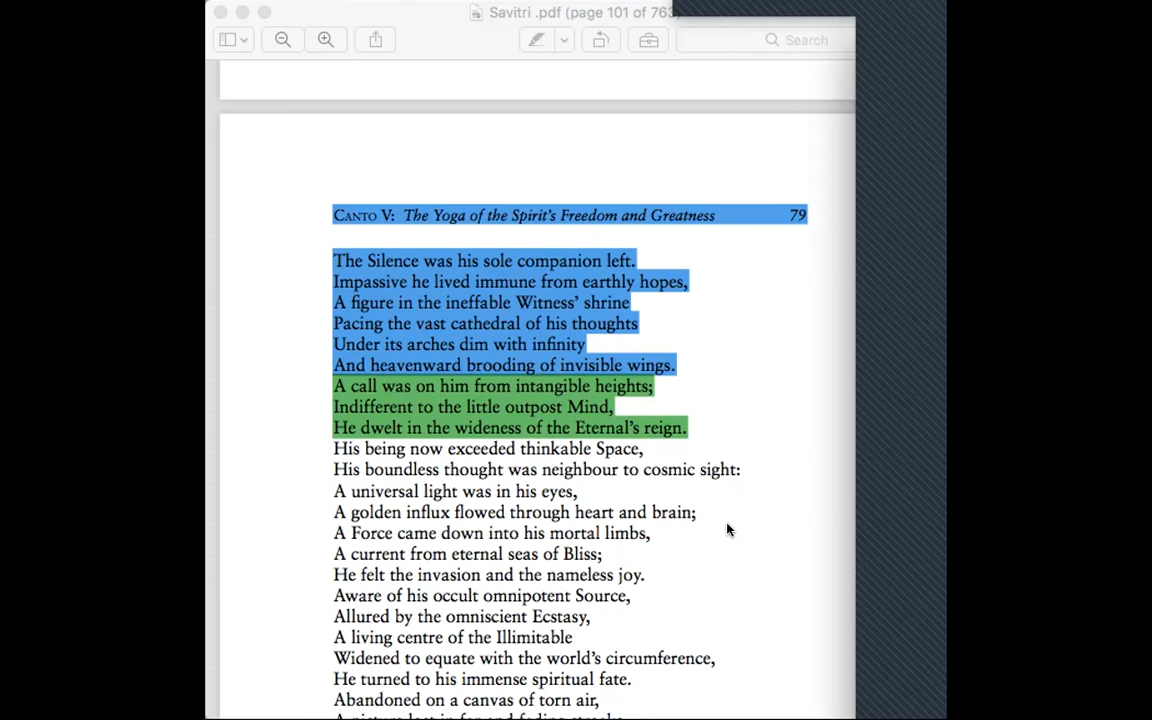 Savitri .pdf (page 101 of 763
Search
CANTO V: The Yoga of the Spirit's Freedom and Greatness 79
The Silence was his sole companion left.
Impassive he lived immune from earthly hopes,
A figure in the ineffable Witness' shrine
Pacing the vast cathedral of his thoughts
Under its arches dim with infinity
And heavenward brooding of invisible wings.
A call was on him from intangible heights;
Indifferent to the little outpost Mind,
He dwelt in the wideness of the Eternal's reign.
His being now exceeded thinkable Space,
His boundless thought was neighbour to cosmic sight:
A universal light was in his eyes,
A golden influx flowed through heart and brain;
A Force came down into his mortal limbs,
A current from eternal seas of Bliss;
He felt the invasion and the nameless joy.
Aware of his occult omnipotent Source,
Allured by the omniscient Ecstasy,
A living centre of the Illimitable
Widened to equate with the world's circumference,
He turned to his immense spiritual fate.
Abandoned on a canvas of torn air,